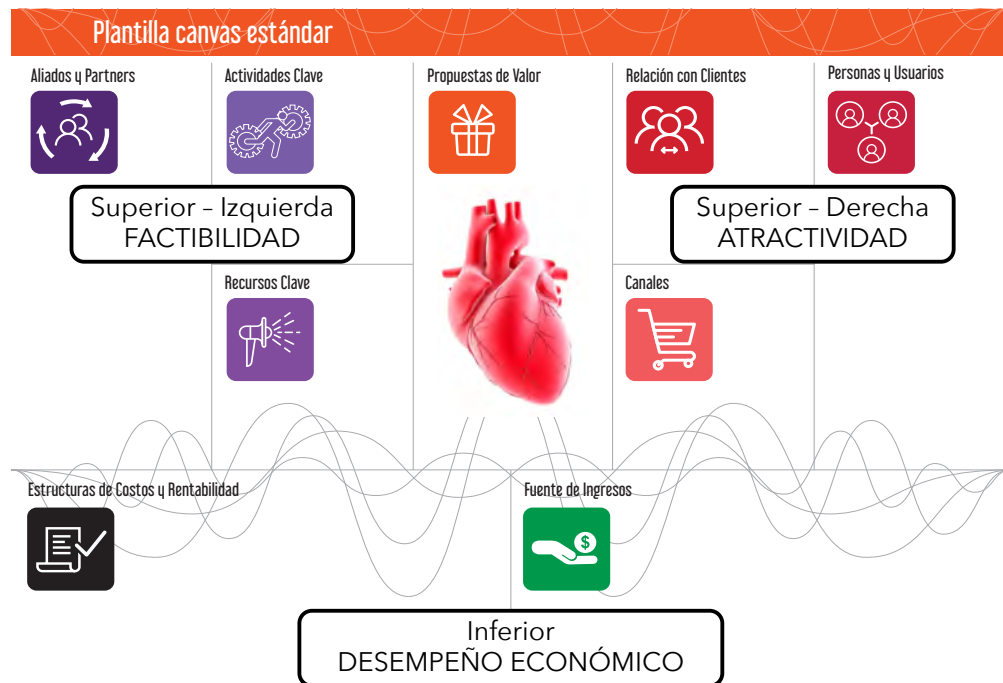 Plantilla canvas estándar
Aliados y Partners
Actividades Clave
Propuestas de Valor
Relación con Clientes
Personas y Usuarios
Superior – Izquierda
FACTIBILIDAD
Superior – Derecha
ATRACTIVIDAD
Recursos Clave
Canales
Estructuras de Costos y Rentabilidad
Fuente de Ingresos
$
Inferior
DESEMPEÑO ECONÓMICO